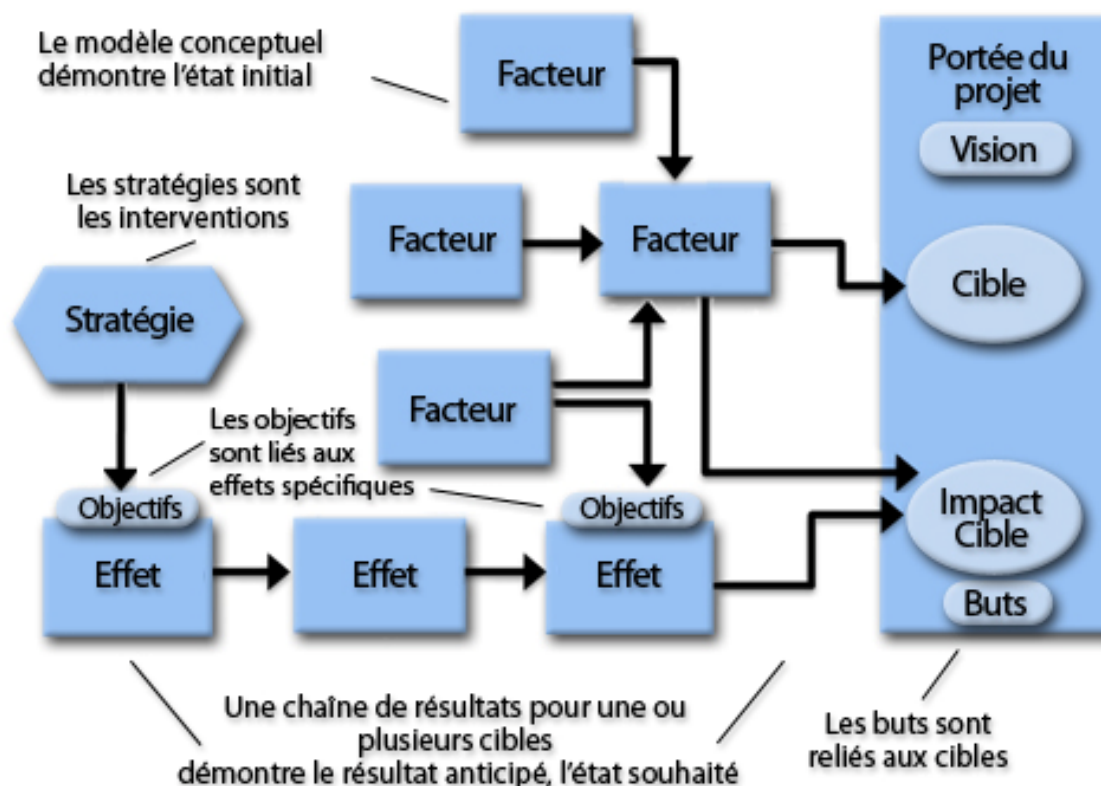 Le modèle conceptuel
démontre l'état initial
Facteur
Portée du
projet
Vision
Les stratégies sont
les interventions
Facteur
Facteur
Cible
Stratégie
Facteur
Les objectifs
sont liés aux
effets spécifiques
Objectifs
Objectifs
Impact
Cible
Effet
Effet
Effet
Buts
Une chaîne de résultats pour une ou
plusieurs cibles
démontre le résultat anticipé, l'état souhaité
Les buts sont
reliés aux cibles